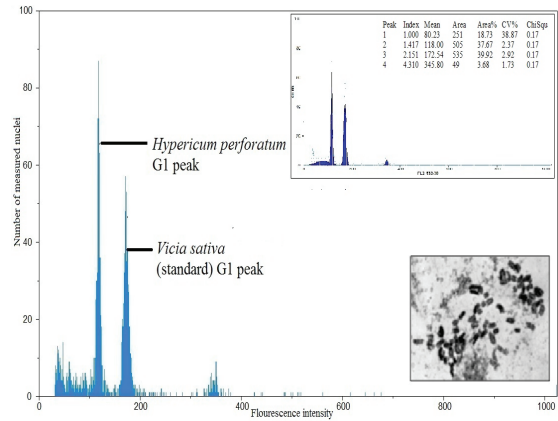 100
80
60
40
20
0
Number of measured nuclei
Hypericum perforatum
G1 peak
Vicia sativa
(standard) G1 peak
0 200 400 600 800 1000
Flourescence intensity
Peak Index Mean Area Area% CV% ChiSqu
1 1.000 80.23 251 18.73 38.87 0.17
2 1.417 118.00 505 37.67 2.37 0.17
3 2.151 172.54 535 39.92 2.92 0.17
4 4.310 345.80 49 3.68 1.73 0.17